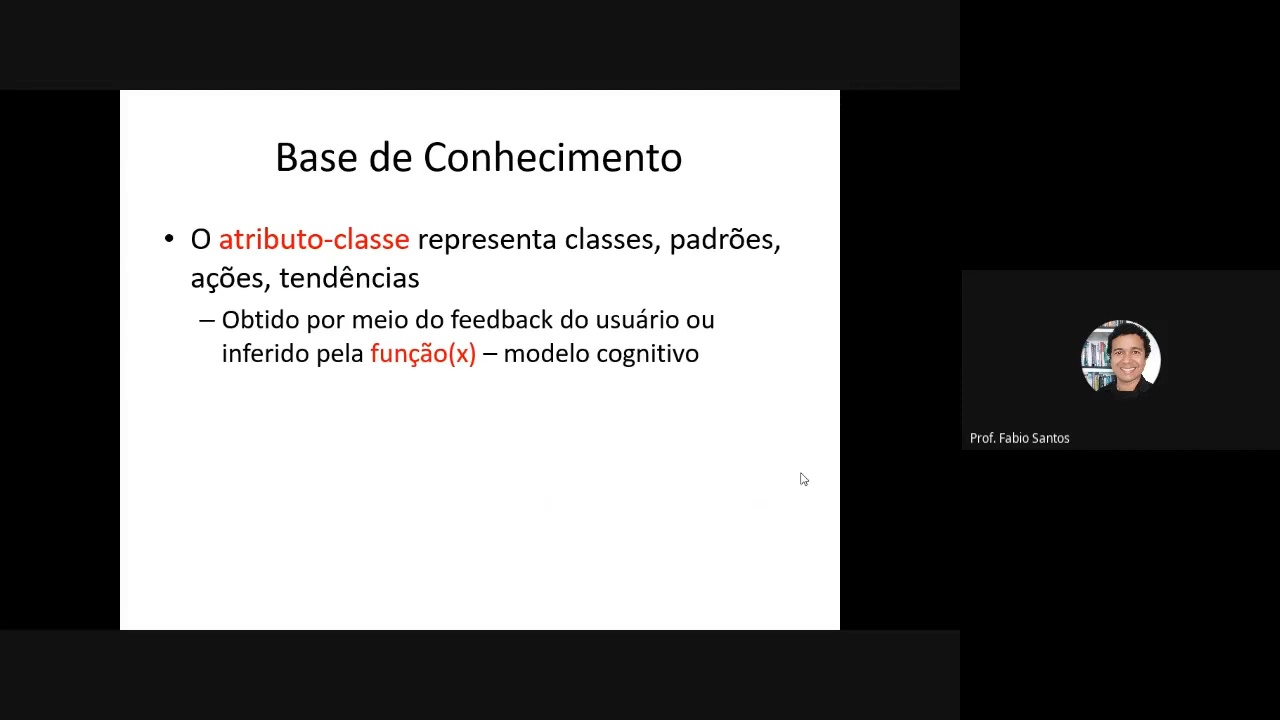 Base de Conhecimento
• O atributo-classe representa classes, padrões,
ações, tendências
– Obtido por meio do feedback do usuário ou
inferido pela função(x) – modelo cognitivo
Prof. Fabio Santos